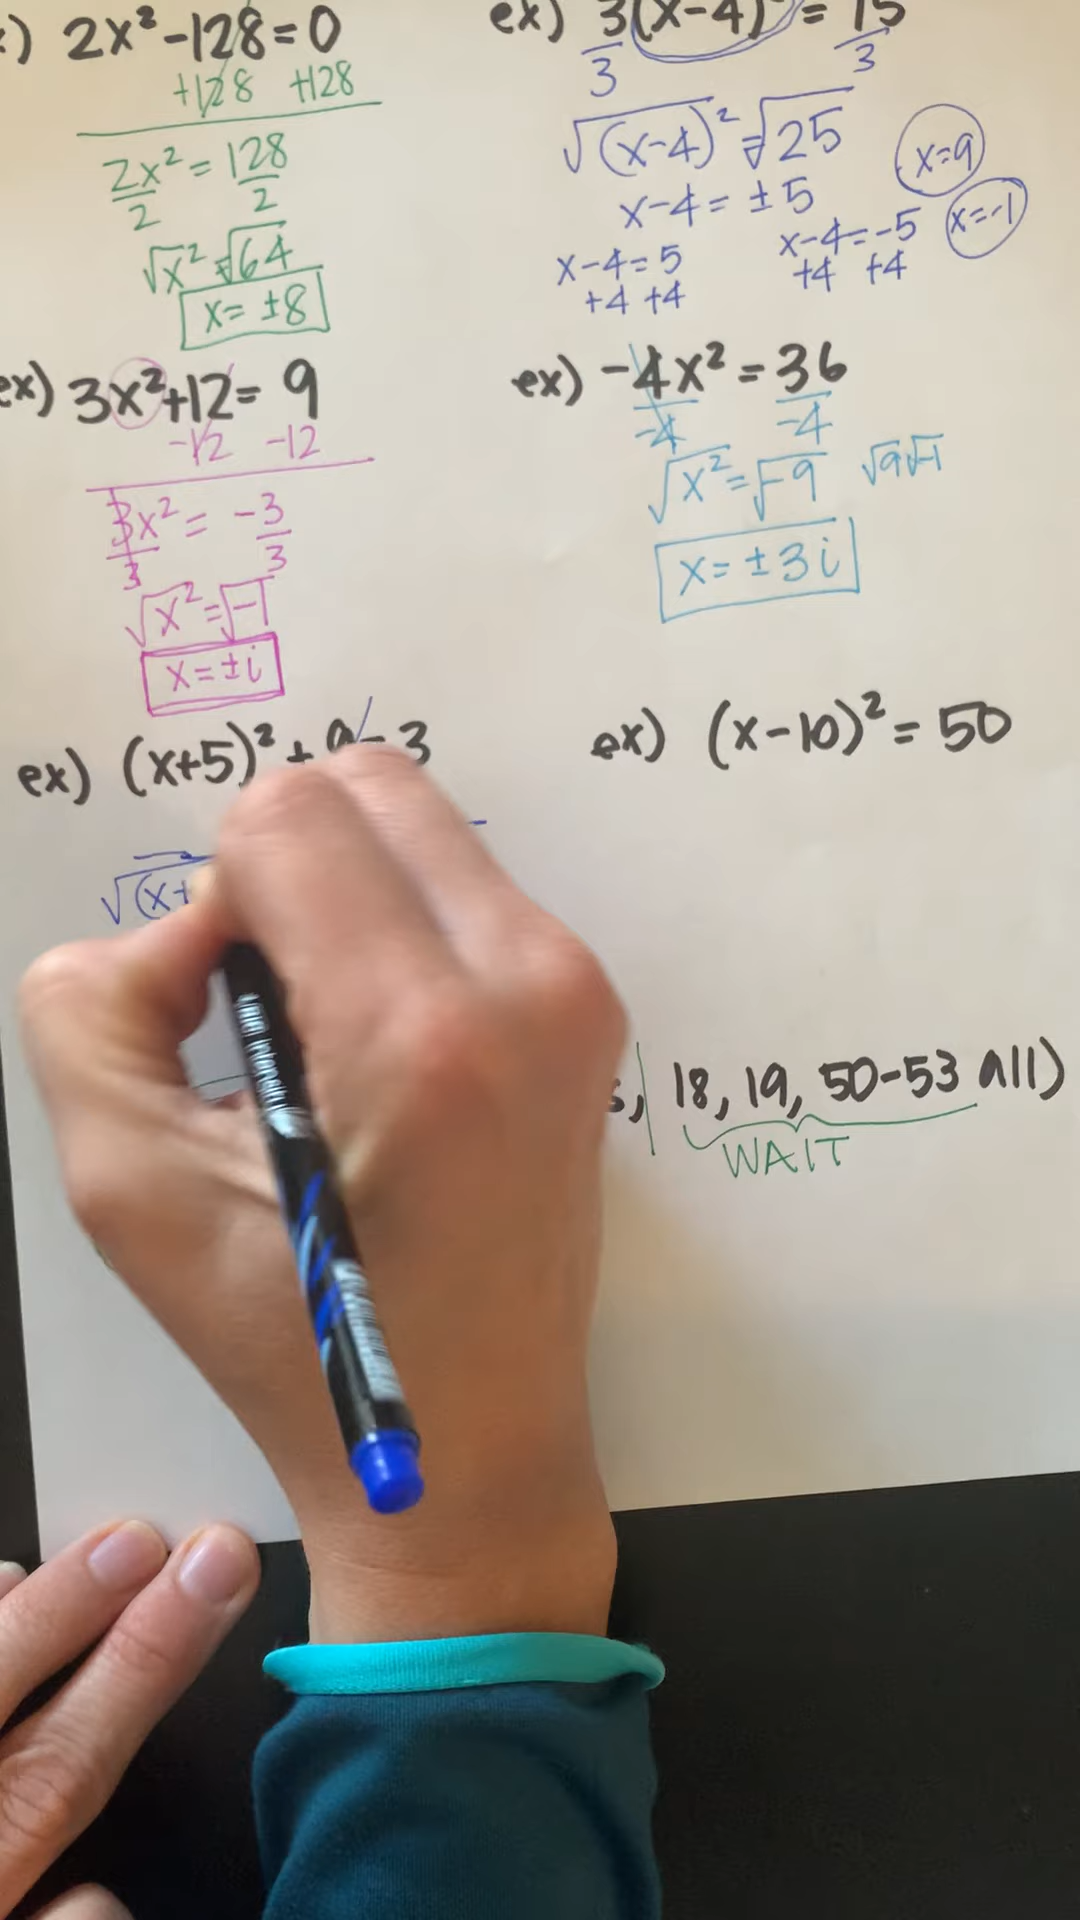 ) 2x²-128=0
+128 +128
2x² = 128
2 2
√x² = √64
x= ±8
ex) 3(x-4) = 15
3 3
√(x-4)² = √25
x-4= ±5
x-4=5
+4 +4
x-4=-5
+4 +4
x=9
x=-1
ex) 3x²+12= 9
-12 -12
3x² = -3
3 3
√x² = √-1
x= ±i
ex) -4x² = 36
-4 -4
√x² = √-9 √9√-1
x= ±3i
ex) (x+5)² + 3
√(x+
ex) (x-10)² = 50
s, 18, 19, 50-53 all)
WAIT